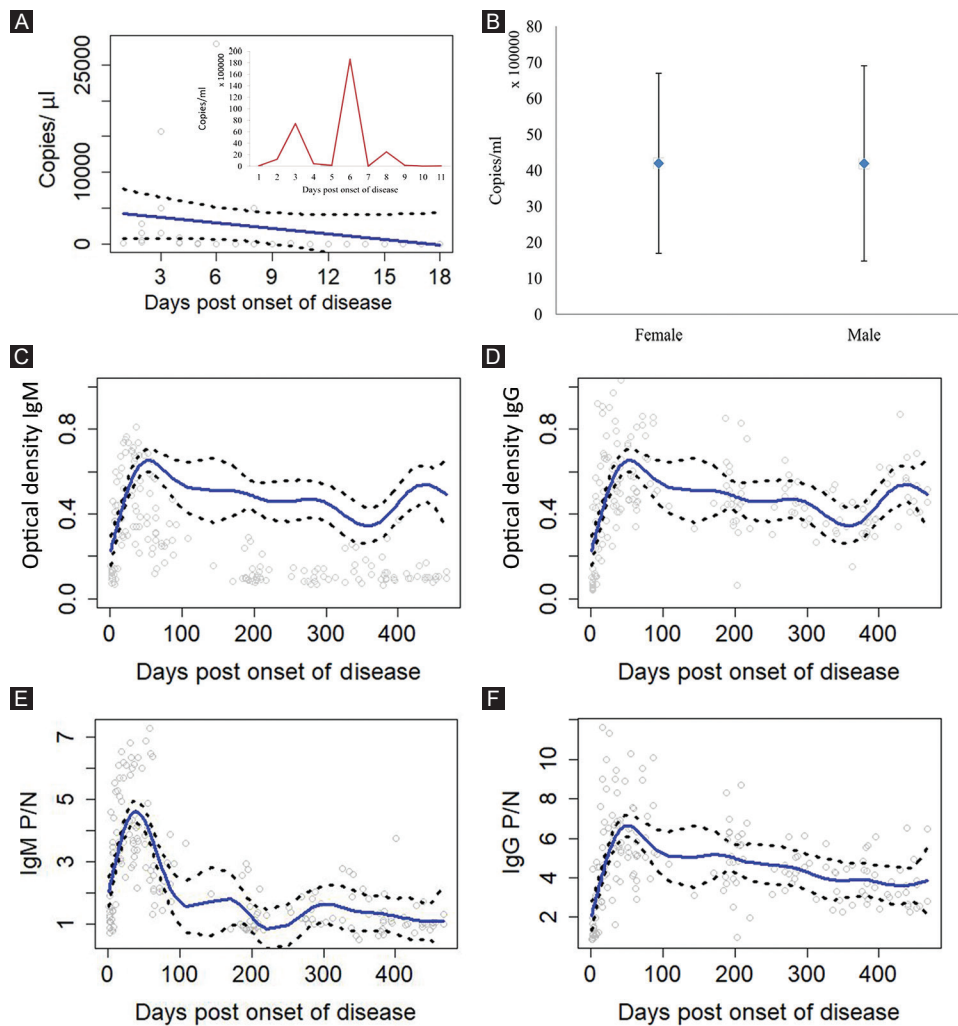 A
Copies/ µl
25000
10000
0
3
6
9
12
15
18
Days post onset of disease
Copies/ml
x 100000
200
180
160
140
120
100
80
60
40
20
0
1 2 3 4 5 6 7 8 9 10 11
Days post onset of disease
B
Copies/ml
x 100000
80
70
60
50
40
30
20
10
0
Female
Male
C
Optical density IgM
0.8
0.4
0.0
0 100 200 300 400
Days post onset of disease
D
Optical density IgG
0.8
0.4
0.0
0 100 200 300 400
Days post onset of disease
E
IgM P/N
7
5
3
1
0 100 200 300 400
Days post onset of disease
F
IgG P/N
10
8
6
4
2
0 100 200 300 400
Days post onset of disease